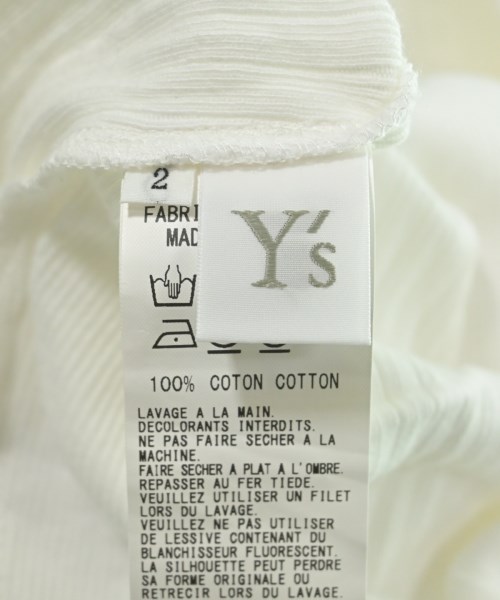 2
Y's
FABRI
MAD
100% COTON COTTON
LAVAGE A LA MAIN.
DECOLORANTS INTERDITS.
NE PAS FAIRE SECHER A LA
MACHINE.
FAIRE SECHER A PLAT A L'OMBRE.
REPASSER AU FER TIEDE.
VEUILLEZ UTILISER UN FILET
LORS DU LAVAGE.
VEUILLEZ NE PAS UTILISER
DE LESSIVE CONTENANT DU
BLANCHISSEUR FLUORESCENT.
LA SILHOUETTE PEUT PERDRE
SA FORME ORIGINALE OU
RETRECIR LORS DU LAVAGE.